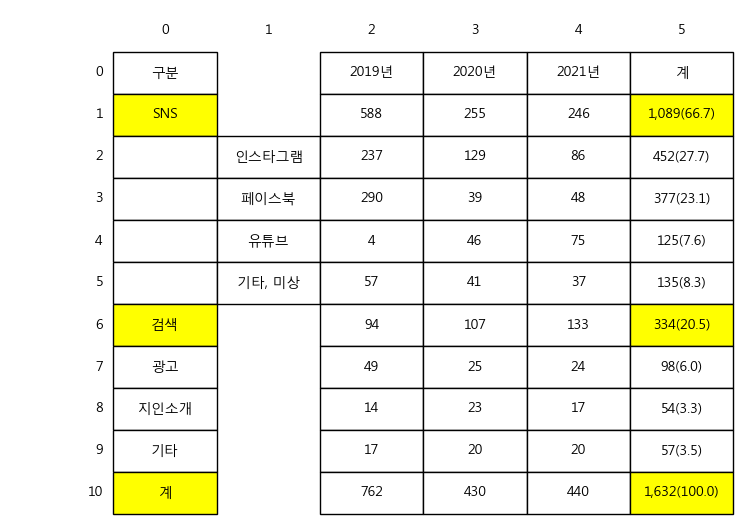 0 1 2 3 4 5
0 구분 2019년 2020년 2021년 계
1 SNS 588 255 246 1,089(66.7)
2 인스타그램 237 129 86 452(27.7)
3 페이스북 290 39 48 377(23.1)
4 유튜브 4 46 75 125(7.6)
5 기타, 미상 57 41 37 135(8.3)
6 검색 94 107 133 334(20.5)
7 광고 49 25 24 98(6.0)
8 지인소개 14 23 17 54(3.3)
9 기타 17 20 20 57(3.5)
10 계 762 430 440 1,632(100.0)